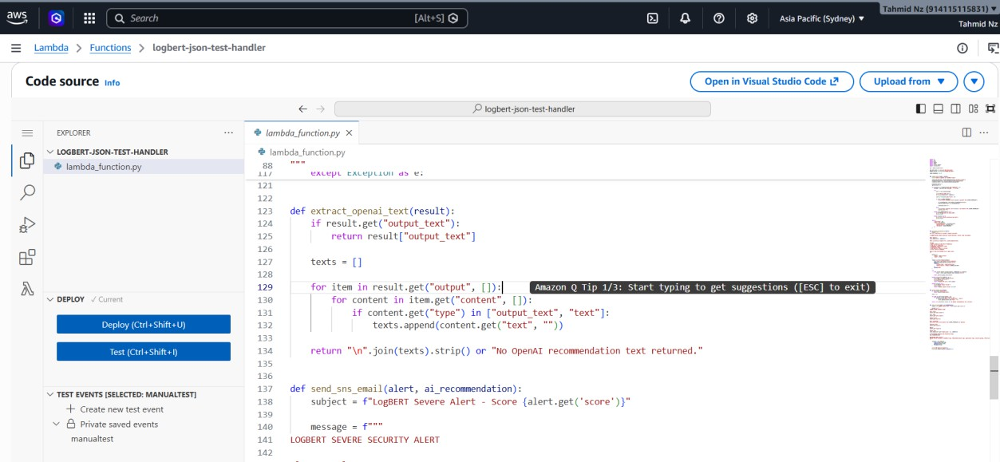 aws
Search
[Alt+S]
Asia Pacific (Sydney) ▼
Tahmid Nz (914115115831) ▼
Tahmid Nz
Lambda > Functions > logbert-json-test-handler
Code source Info
Open in Visual Studio Code
Upload from ▼
logbert-json-test-handler
EXPLORER
LOGBERT-JSON-TEST-HANDLER
lambda_function.py
DEPLOY ✓ Current
Deploy (Ctrl+Shift+U)
Test (Ctrl+Shift+I)
TEST EVENTS [SELECTED: MANUALTEST]
Create new test event
Private saved events
manualtest
lambda_function.py
lambda_function.py
88 """
117 except Exception as e:
121
122
123 def extract_openai_text(result):
124 if result.get("output_text"):
125 return result["output_text"]
126
127 texts = []
128
129 for item in result.get("output", []): Amazon Q Tip 1/3: Start typing to get suggestions ([ESC] to exit)
130 for content in item.get("content", []):
131 if content.get("type") in ["output_text", "text"]:
132 texts.append(content.get("text", ""))
133
134 return "\n".join(texts).strip() or "No OpenAI recommendation text returned."
135
136
137 def send_sns_email(alert, ai_recommendation):
138 subject = f"LogBERT Severe Alert - Score {alert.get('score')}"
139
140 message = f"""
141 LOGBERT SEVERE SECURITY ALERT
142